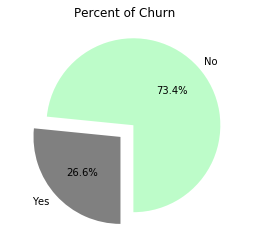 Percent of Churn
No
73.4%
26.6%
Yes